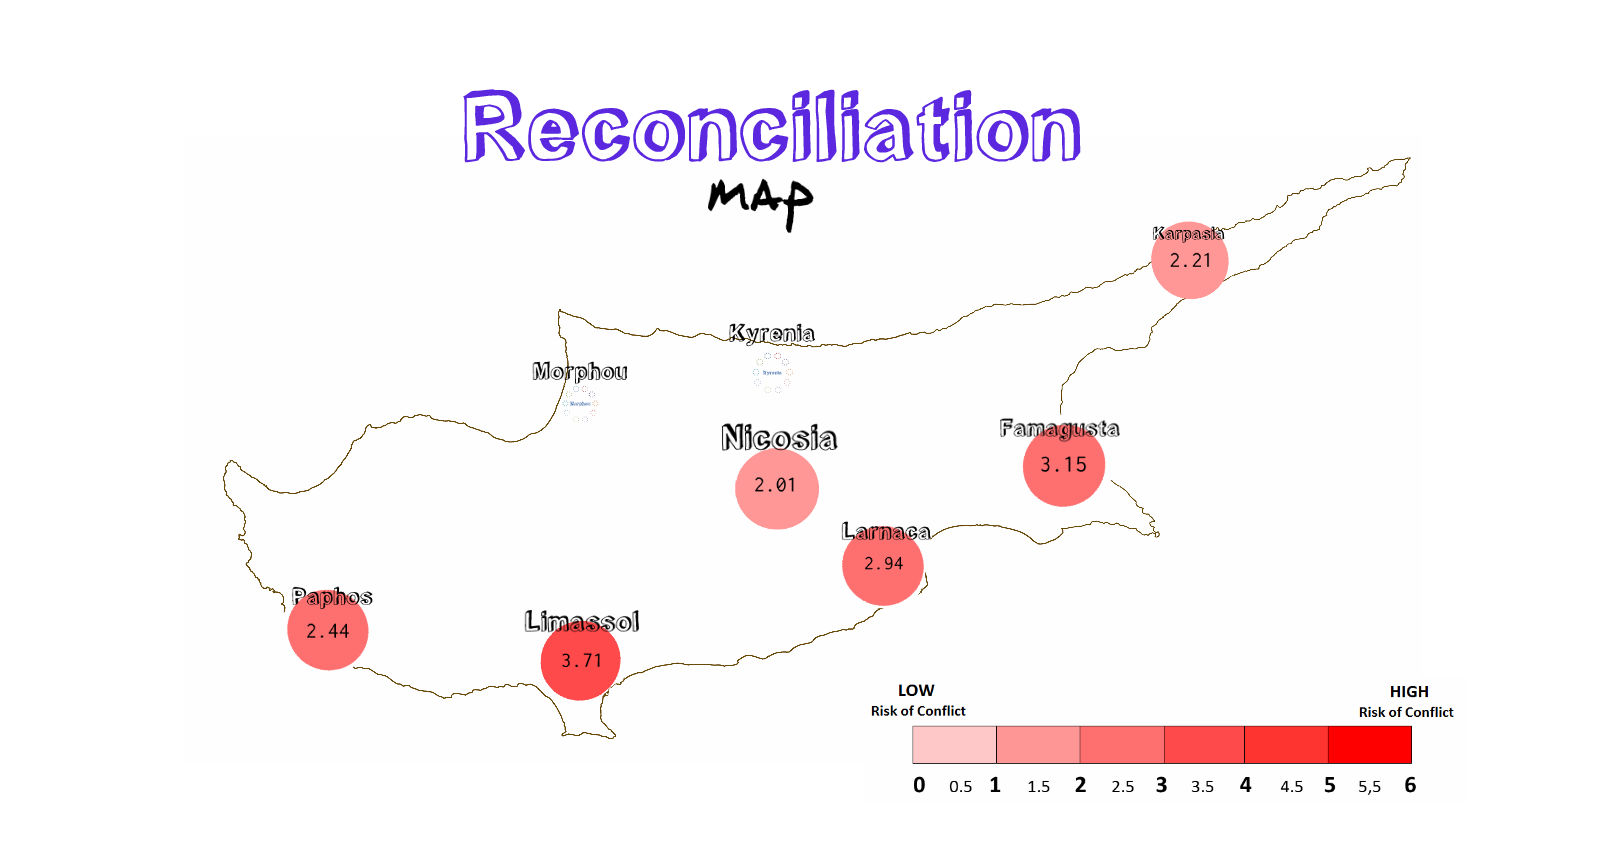 Reconciliation
MAP
Karpasia
2.21
Kyrenia
Kyrenia
Morphou
Morphou
Nicosia
2.01
Famagusta
3.15
Larnaca
2.94
Paphos
2.44
Limassol
3.71
LOW
Risk of Conflict
HIGH
Risk of Conflict
0 0.5 1 1.5 2 2.5 3 3.5 4 4.5 5 5,5 6